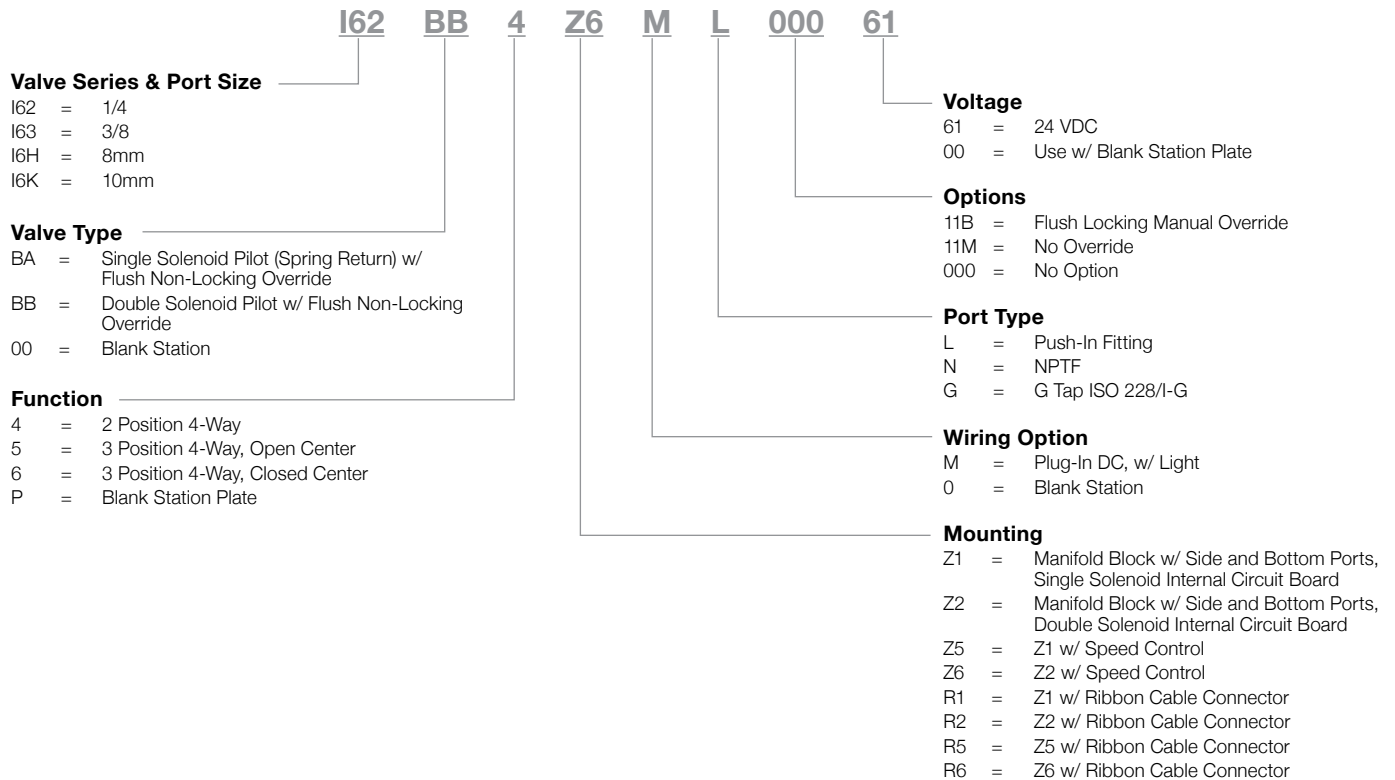 I62 BB 4 Z6 M L 000 61
Valve Series & Port Size
I62 = 1/4
I63 = 3/8
I6H = 8mm
I6K = 10mm
Valve Type
BA = Single Solenoid Pilot (Spring Return) w/
Flush Non-Locking Override
BB = Double Solenoid Pilot w/ Flush Non-Locking
Override
00 = Blank Station
Function
4 = 2 Position 4-Way
5 = 3 Position 4-Way, Open Center
6 = 3 Position 4-Way, Closed Center
P = Blank Station Plate
Voltage
61 = 24 VDC
00 = Use w/ Blank Station Plate
Options
11B = Flush Locking Manual Override
11M = No Override
000 = No Option
Port Type
L = Push-In Fitting
N = NPTF
G = G Tap ISO 228/I-G
Wiring Option
M = Plug-In DC, w/ Light
0 = Blank Station
Mounting
Z1 = Manifold Block w/ Side and Bottom Ports,
Single Solenoid Internal Circuit Board
Z2 = Manifold Block w/ Side and Bottom Ports,
Double Solenoid Internal Circuit Board
Z5 = Z1 w/ Speed Control
Z6 = Z2 w/ Speed Control
R1 = Z1 w/ Ribbon Cable Connector
R2 = Z2 w/ Ribbon Cable Connector
R5 = Z5 w/ Ribbon Cable Connector
R6 = Z6 w/ Ribbon Cable Connector